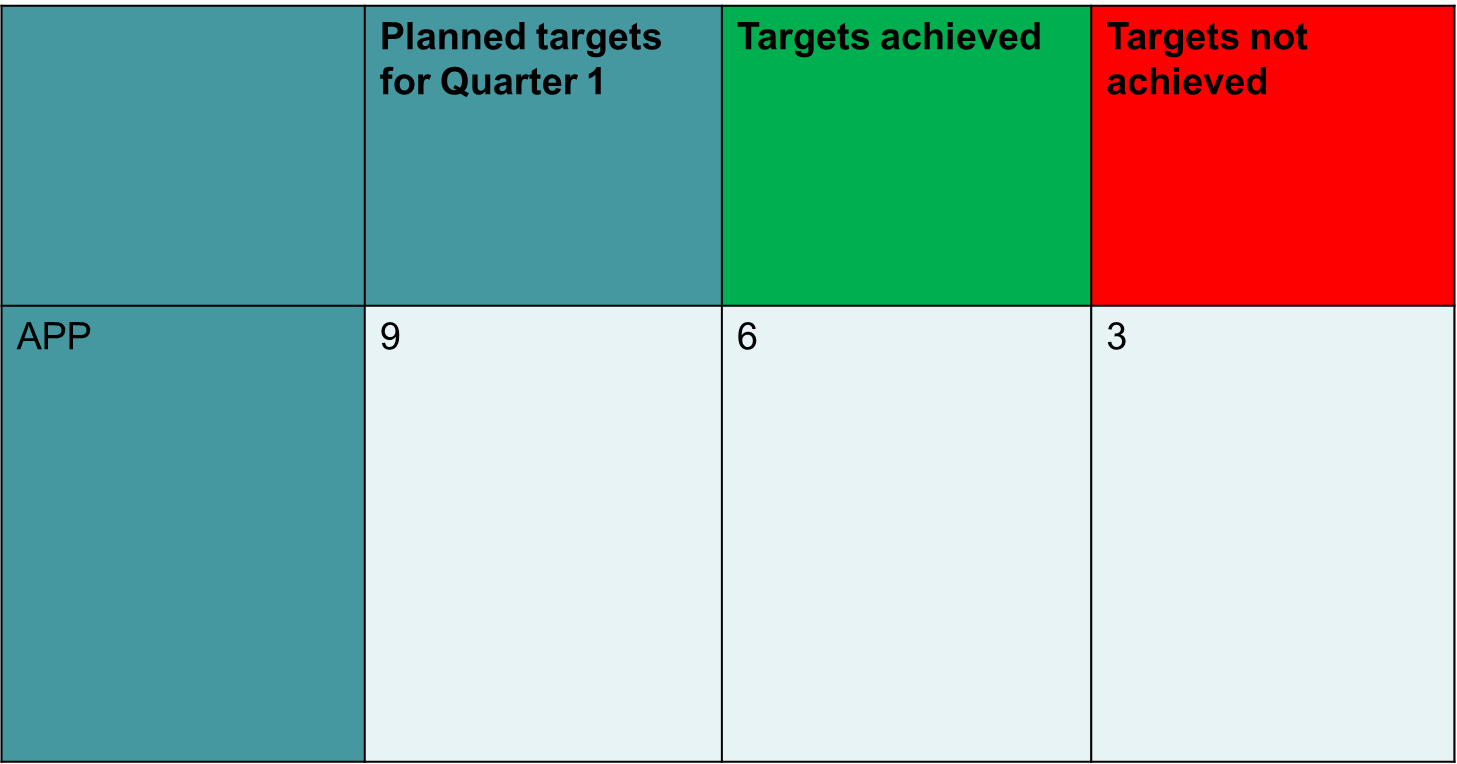 Planned targets
for Quarter 1
Targets achieved
Targets not
achieved
APP
9
6
3